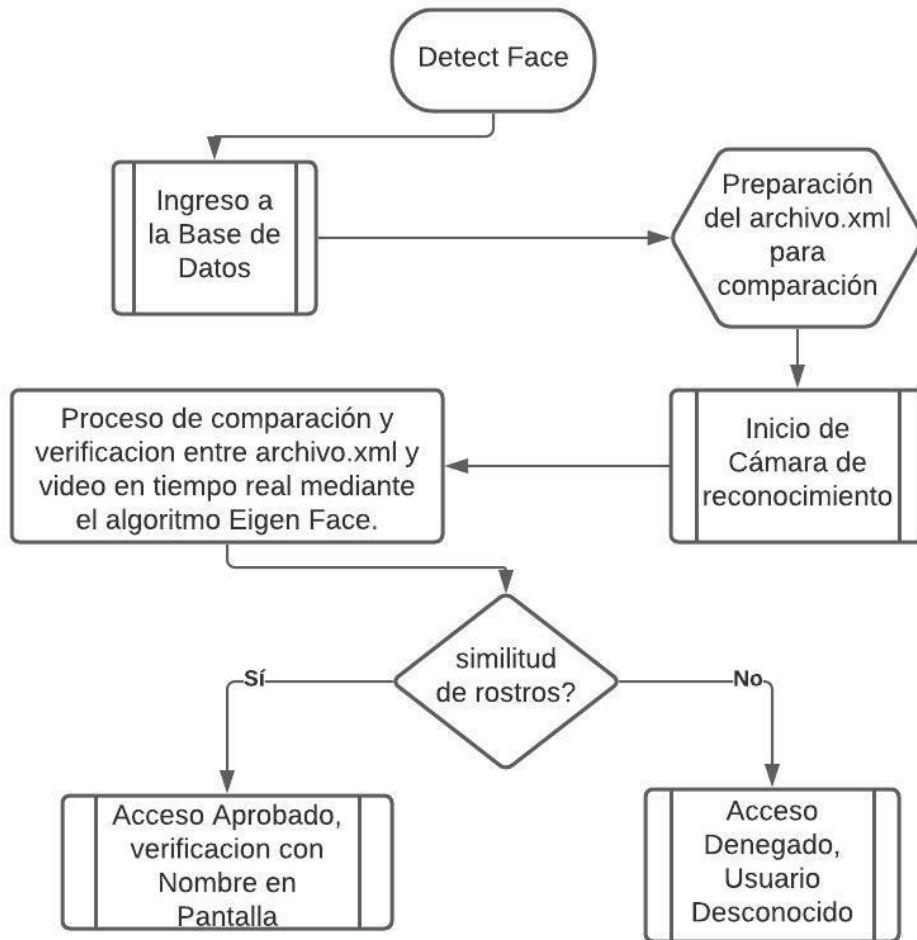 Detect Face
Ingreso a
la Base de
Datos
Preparación
del archivo.xml
para
comparación
Proceso de comparación y
verificacion entre archivo.xml y
video en tiempo real mediante
el algoritmo Eigen Face.
Inicio de
Cámara de
reconocimiento
similitud
de rostros?
Sí
No
Acceso Aprobado,
verificacion con
Nombre en
Pantalla
Acceso
Denegado,
Usuario
Desconocido